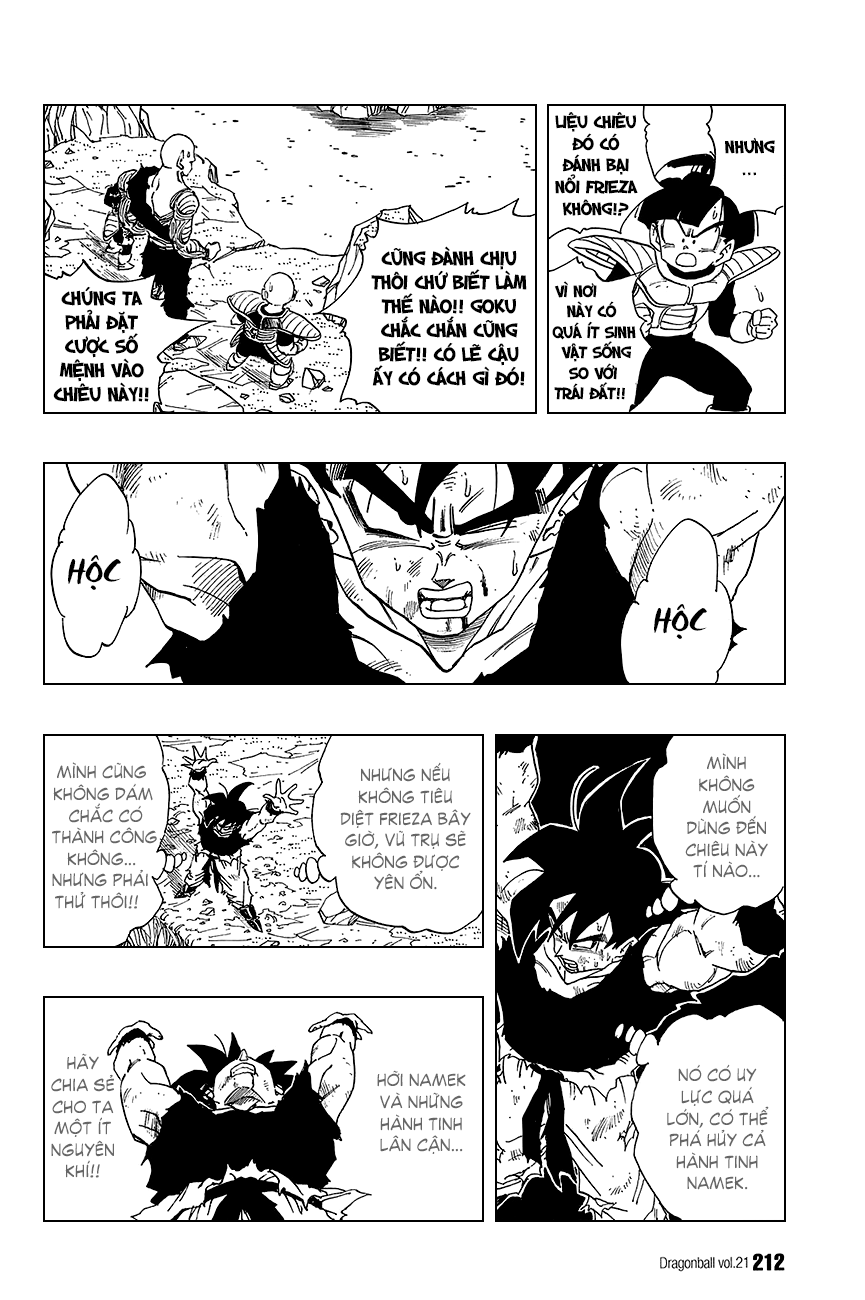 NHƯNG
...
LIỆU CHIÊU
ĐÓ CÓ
ĐÁNH BẠI
NỔI FRIEZA
KHÔNG!?
VÌ NƠI
NÀY CÓ
QUÁ ÍT SINH
VẬT SỐNG
SO VỚI
TRÁI ĐẤT!!
CŨNG ĐÀNH CHỊU
THÔI CHỨ BIẾT LÀM
THẾ NÀO!! GOKU
CHẮC CHẮN CŨNG
BIẾT!! CÓ LẼ CẬU
ẤY CÓ CÁCH GÌ ĐÓ!
CHÚNG TA
PHẢI ĐẶT
CƯỢC SỐ
MỆNH VÀO
CHIÊU NÀY!!
HỘC
HỘC
MÌNH
KHÔNG
MUỐN
DÙNG ĐẾN
CHIÊU NÀY
TÍ NÀO...
NÓ CÓ UY
LỰC QUÁ
LỚN, CÓ THỂ
PHÁ HỦY CẢ
HÀNH TINH
NAMEK.
NHƯNG NẾU
KHÔNG TIÊU
DIỆT FRIEZA BÂY
GIỜ, VŨ TRỤ SẼ
KHÔNG ĐƯỢC
YÊN ỔN.
MÌNH CŨNG
KHÔNG DÁM
CHẮC CÓ
THÀNH CÔNG
KHÔNG...
NHƯNG PHẢI
THỬ THÔI!!
HỠI NAMEK
VÀ NHỮNG
HÀNH TINH
LÂN CẬN...
HÃY
CHIA SẺ
CHO TA
MỘT ÍT
NGUYÊN
KHÍ!!
Dragonball vol.21 212